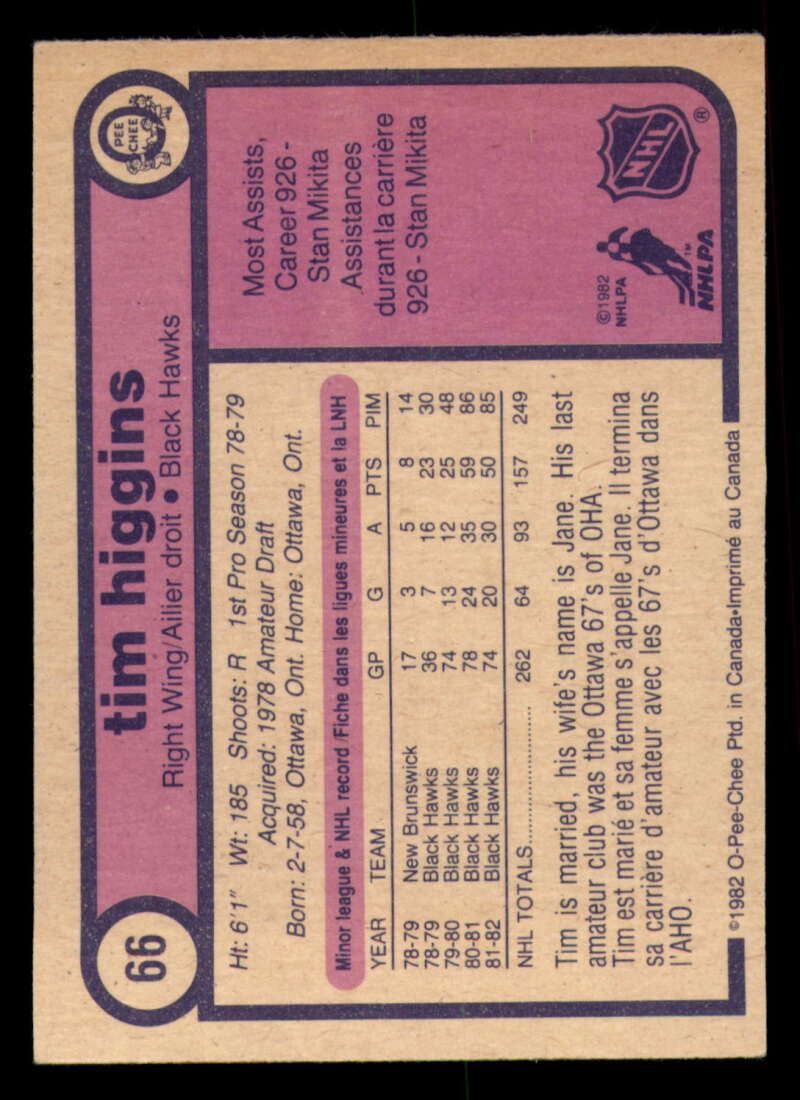 66
tim higgins
Right Wing/Ailier droit • Black Hawks
O
PEE
CHEE
Ht: 6'1" Wt: 185 Shoots: R 1st Pro Season 78-79
Acquired: 1978 Amateur Draft
Born: 2-7-58, Ottawa, Ont. Home: Ottawa, Ont.
Minor league & NHL record/Fiche dans les ligues mineures et la LNH
YEAR TEAM GP G A PTS PIM
78-79 New Brunswick 17 3 5 8 14
78-79 Black Hawks 36 7 16 23 30
79-80 Black Hawks 74 13 12 25 48
80-81 Black Hawks 78 24 35 59 86
81-82 Black Hawks 74 20 30 50 85
NHL TOTALS 262 64 93 157 249
Tim is married, his wife's name is Jane. His last
amateur club was the Ottawa 67's of OHA.
Tim est marié et sa femme s'appelle Jane. Il termina
sa carrière d'amateur avec les 67's d'Ottawa dans
l'AHO.
Most Assists,
Career 926 -
Stan Mikita
Assistances
durant la carrière
926 - Stan Mikita
©1982
NHLPA
NHLPA
TM
NHL
®
©1982 O-Pee-Chee Ptd. in Canada•Imprimé au Canada